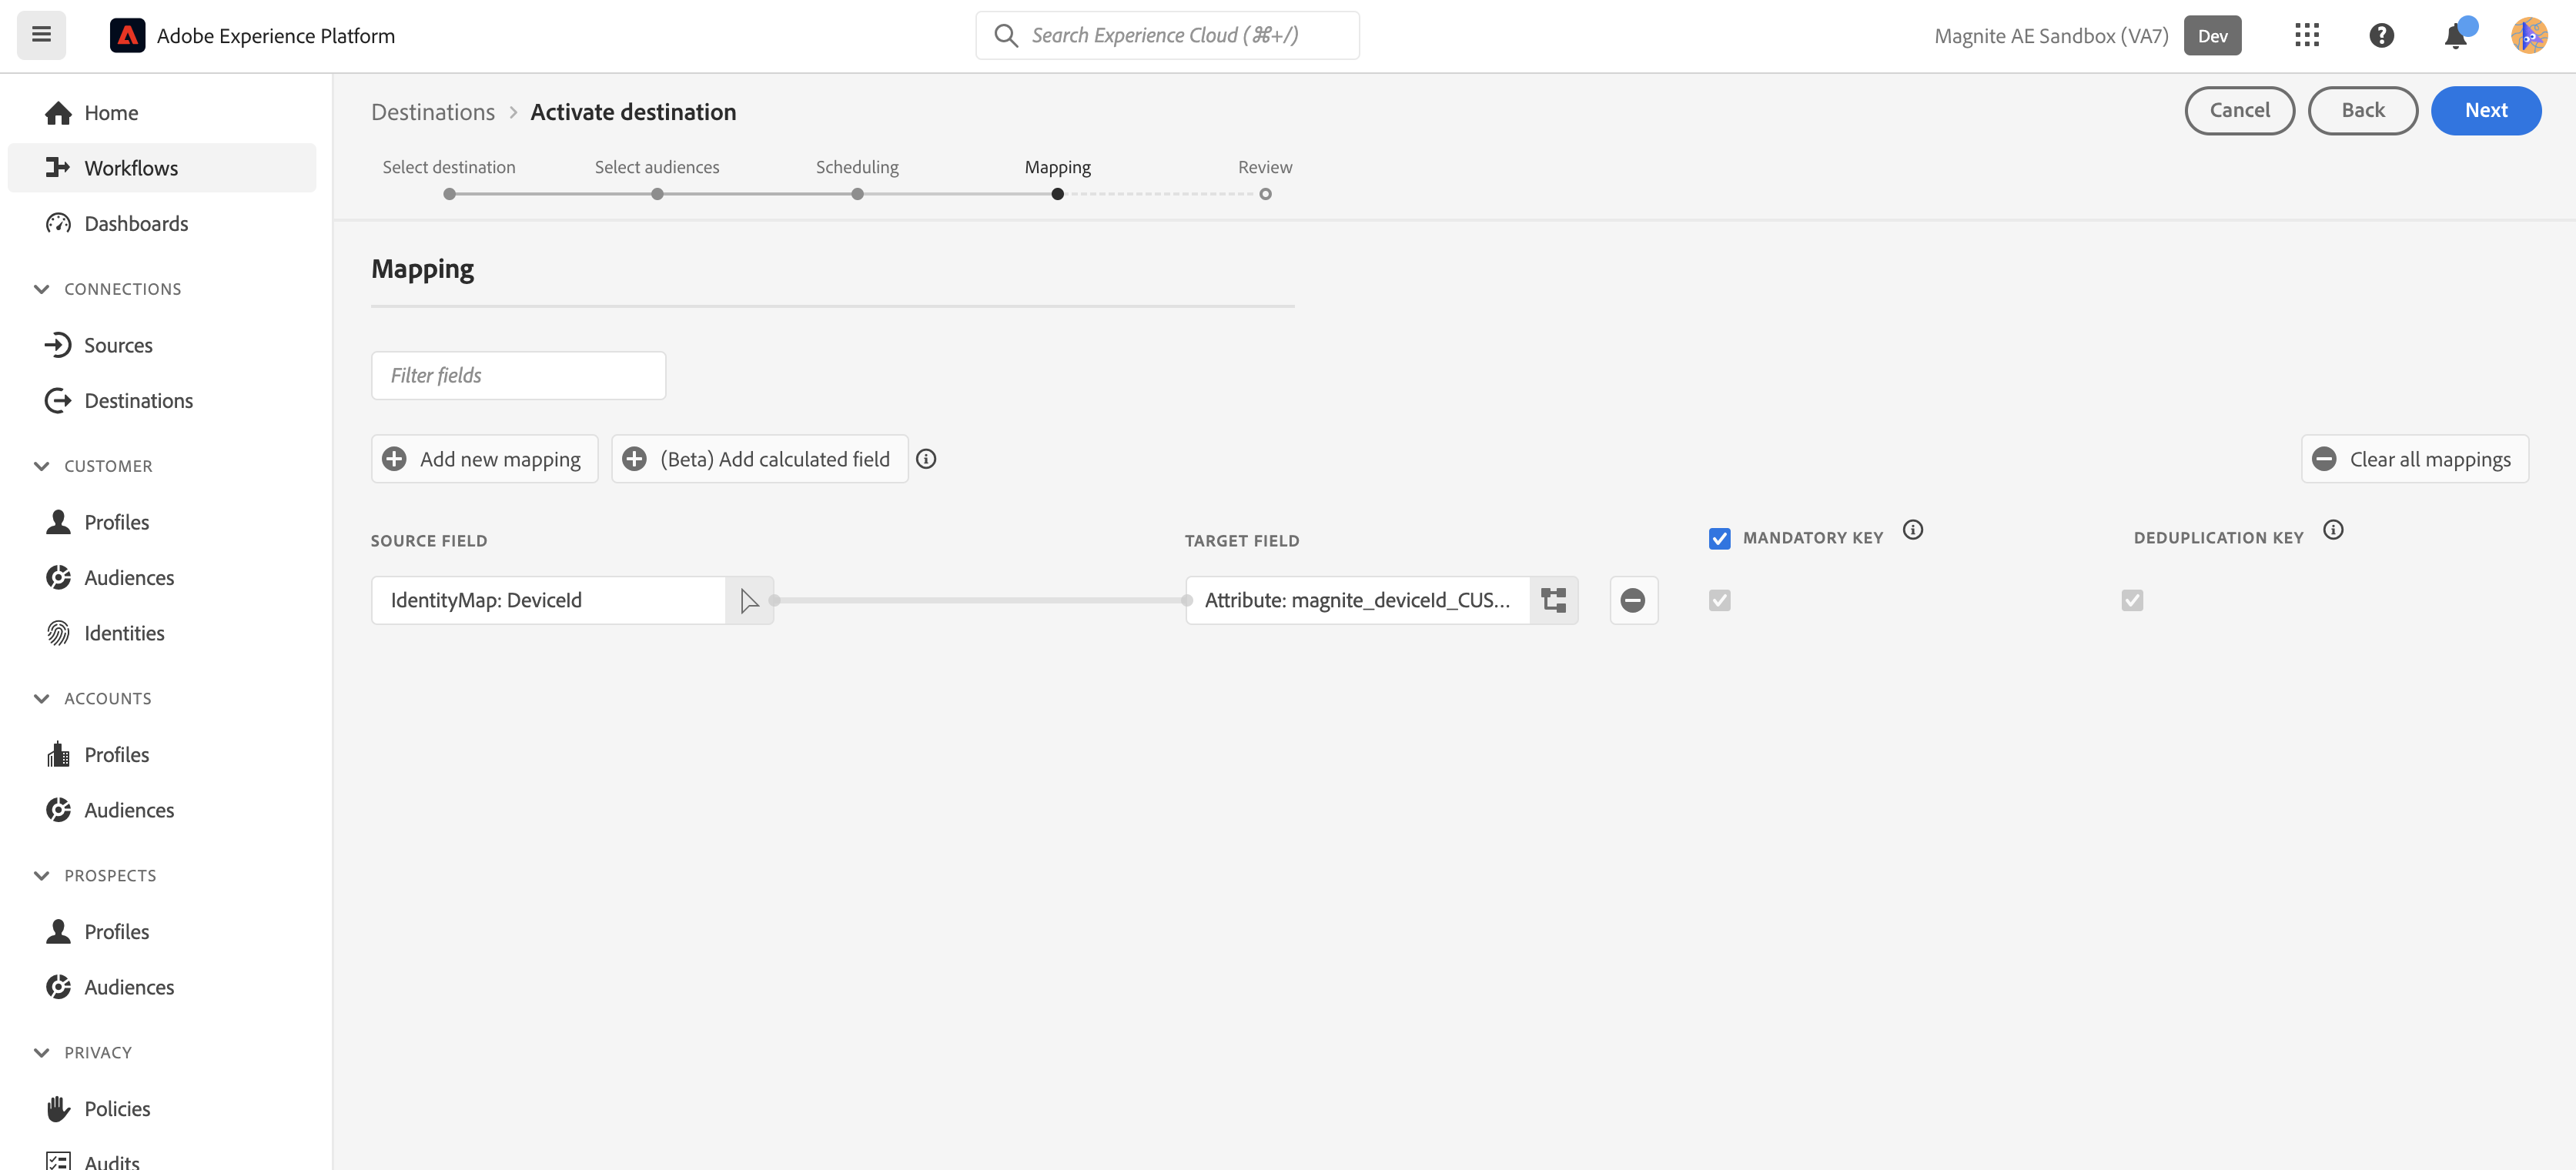 Adobe Experience Platform
Search Experience Cloud (⌘+/)
Magnite AE Sandbox (VA7)
Dev
Home
Workflows
Dashboards
CONNECTIONS
Sources
Destinations
CUSTOMER
Profiles
Audiences
Identities
ACCOUNTS
Profiles
Audiences
PROSPECTS
Profiles
Audiences
PRIVACY
Policies
Audits
Destinations > Activate destination
Cancel
Back
Next
Select destination
Select audiences
Scheduling
Mapping
Review
Mapping
Filter fields
Add new mapping
(Beta) Add calculated field
Clear all mappings
SOURCE FIELD
TARGET FIELD
MANDATORY KEY
DEDUPLICATION KEY
IdentityMap: DeviceId
Attribute: magnite_deviceId_CUS...